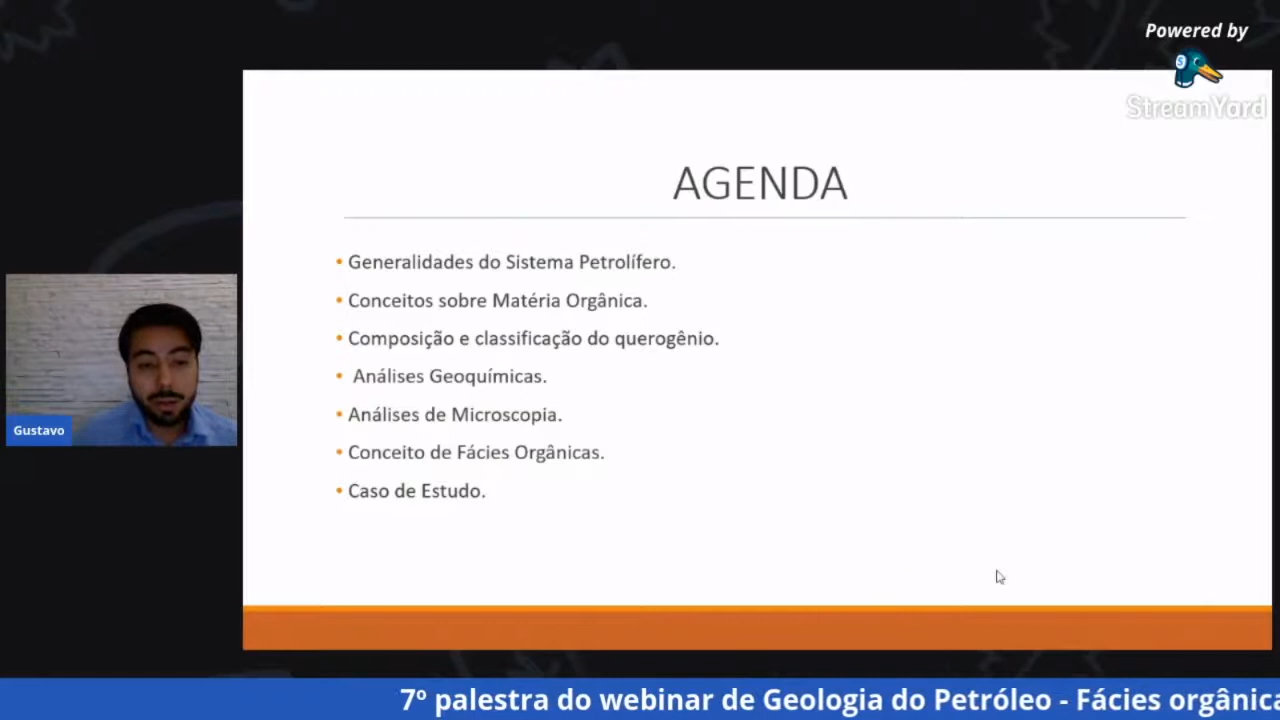 Powered by
StreamYard
AGENDA
• Generalidades do Sistema Petrolífero.
• Conceitos sobre Matéria Orgânica.
• Composição e classificação do querogênio.
• Análises Geoquímicas.
• Análises de Microscopia.
• Conceito de Fácies Orgânicas.
• Caso de Estudo.
Gustavo
7º palestra do webinar de Geologia do Petróleo - Fácies orgânica